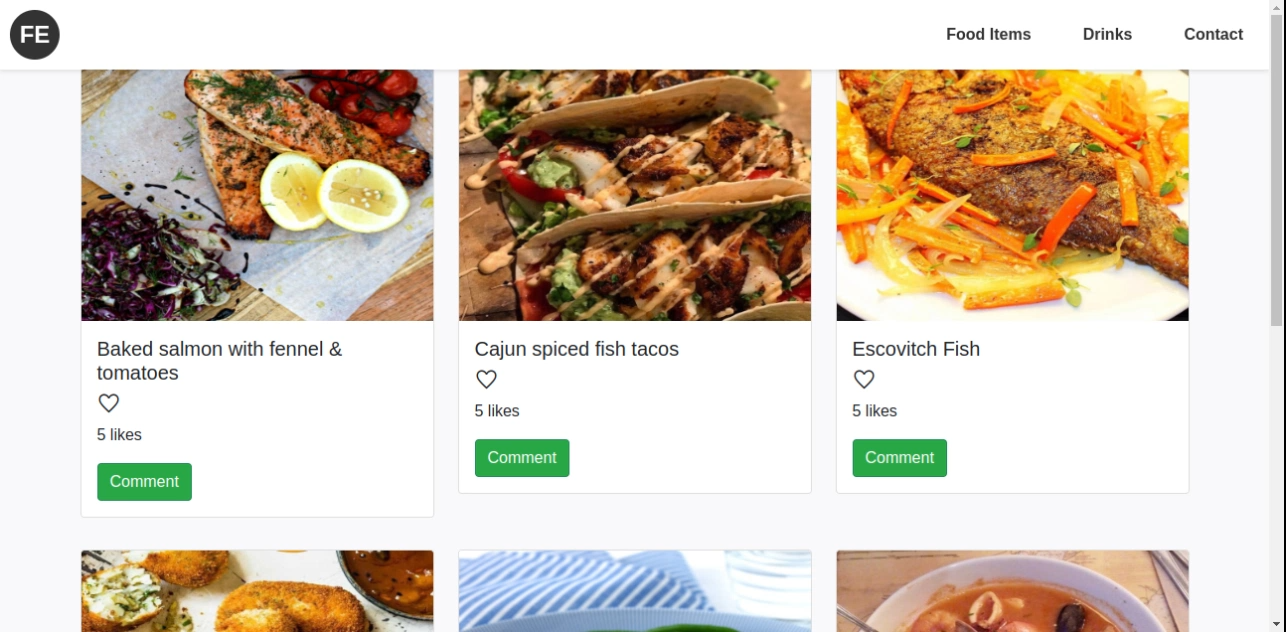 FE
Food Items
Drinks
Contact
Baked salmon with fennel &
tomatoes
5 likes
Comment
Cajun spiced fish tacos
5 likes
Comment
Escovitch Fish
5 likes
Comment